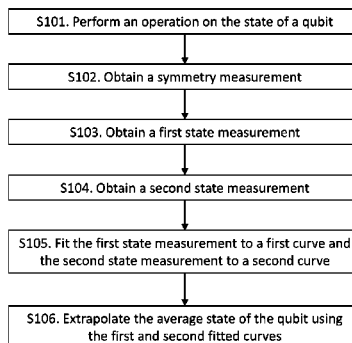 S101. Perform an operation on the state of a qubit
S102. Obtain a symmetry measurement
S103. Obtain a first state measurement
S104. Obtain a second state measurement
S105. Fit the first state measurement to a first curve and
the second state measurement to a second curve
S106. Extrapolate the average state of the qubit using
the first and second fitted curves